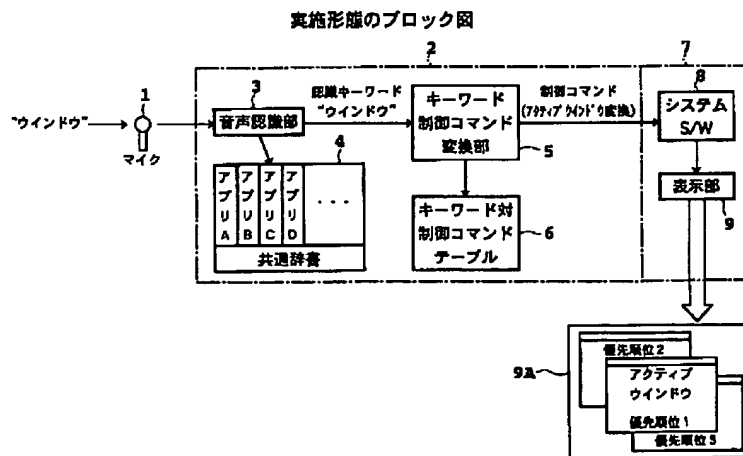 実施形態のブロック図
2
7
"ウインドウ"
1
マイク
3
音声認識部
認識キーワード
"ウインドウ"
4
アプリA
アプリB
アプリC
アプリD
・・・
共通辞書
キーワード
制御コマンド
変換部
5
キーワード対
制御コマンド
テーブル
6
制御コマンド
(アクティブウインドウ変換)
8
システム
S/W
表示部
9
9A
優先順位2
アクティブ
ウインドウ
優先順位1
優先順位3